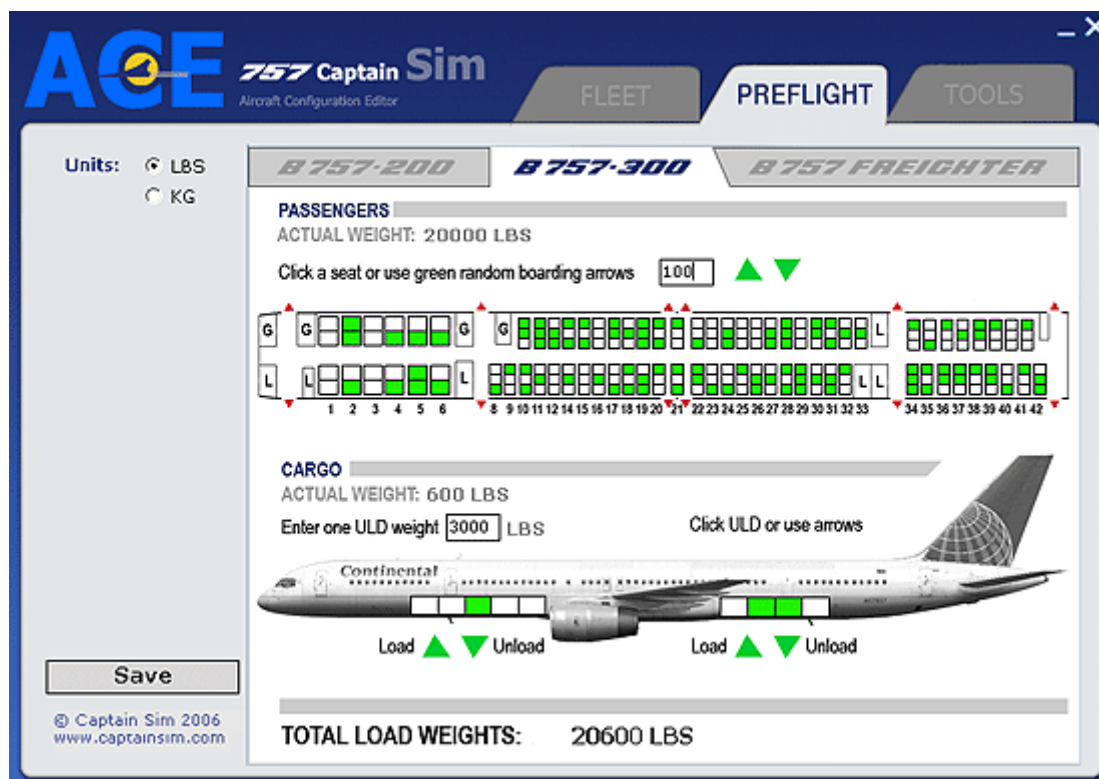 ACE 757 Captain Sim
Aircraft Configuration Editor
FLEET PREFLIGHT TOOLS
Units: LBS
KG
B757-200 B757-300 B757 FREIGHTER
PASSENGERS
ACTUAL WEIGHT: 20000 LBS
Click a seat or use green random boarding arrows 100
G G G G L
L L L L L
1 2 3 4 5 6 8 9 10 11 12 14 15 16 17 18 19 20 21 22 23 24 25 26 27 28 29 30 31 32 33 34 35 36 37 38 39 40 41 42
CARGO
ACTUAL WEIGHT: 600 LBS
Enter one ULD weight 3000 LBS Click ULD or use arrows
Continental
Load Unload Load Unload
Save
© Captain Sim 2006
www.captainsim.com
TOTAL LOAD WEIGHTS: 20600 LBS